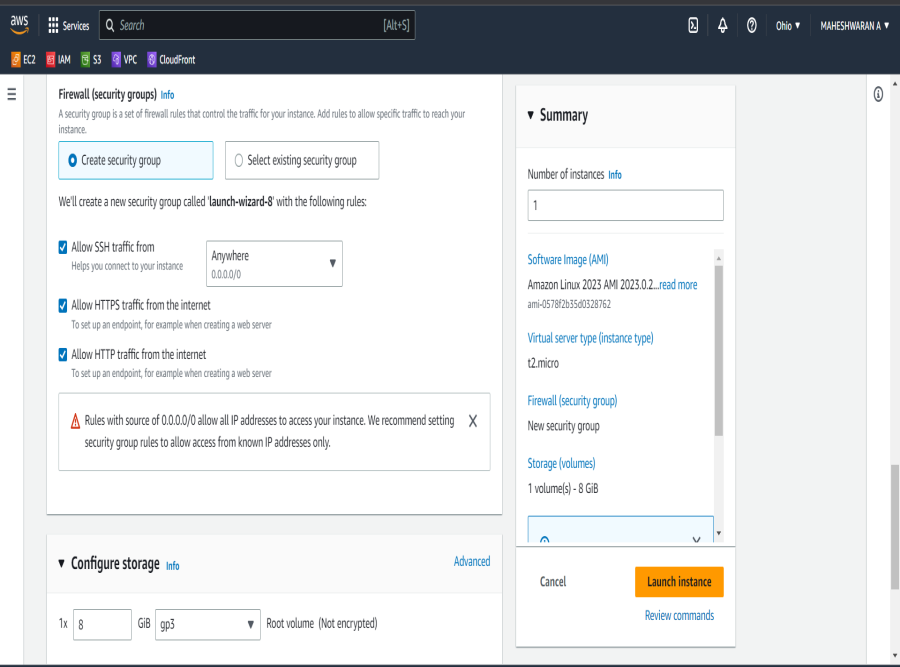 aws
Services
Search [Alt+S]
Ohio ▼
MAHESHWARAN A ▼
EC2 IAM S3 VPC CloudFront
Firewall (security groups) Info
A security group is a set of firewall rules that control the traffic for your instance. Add rules to allow specific traffic to reach your
instance.
Create security group
Select existing security group
We'll create a new security group called 'launch-wizard-8' with the following rules:
Allow SSH traffic from
Helps you connect to your instance
Anywhere
0.0.0.0/0
Allow HTTPS traffic from the internet
To set up an endpoint, for example when creating a web server
Allow HTTP traffic from the internet
To set up an endpoint, for example when creating a web server
Rules with source of 0.0.0.0/0 allow all IP addresses to access your instance. We recommend setting
security group rules to allow access from known IP addresses only.
▼ Configure storage Info
Advanced
1x 8 GiB gp3 Root volume (Not encrypted)
▼ Summary
Number of instances Info
1
Software Image (AMI)
Amazon Linux 2023 AMI 2023.0.2...read more
ami-0578f2b35d0328762
Virtual server type (instance type)
t2.micro
Firewall (security group)
New security group
Storage (volumes)
1 volume(s) - 8 GiB
Cancel
Launch instance
Review commands